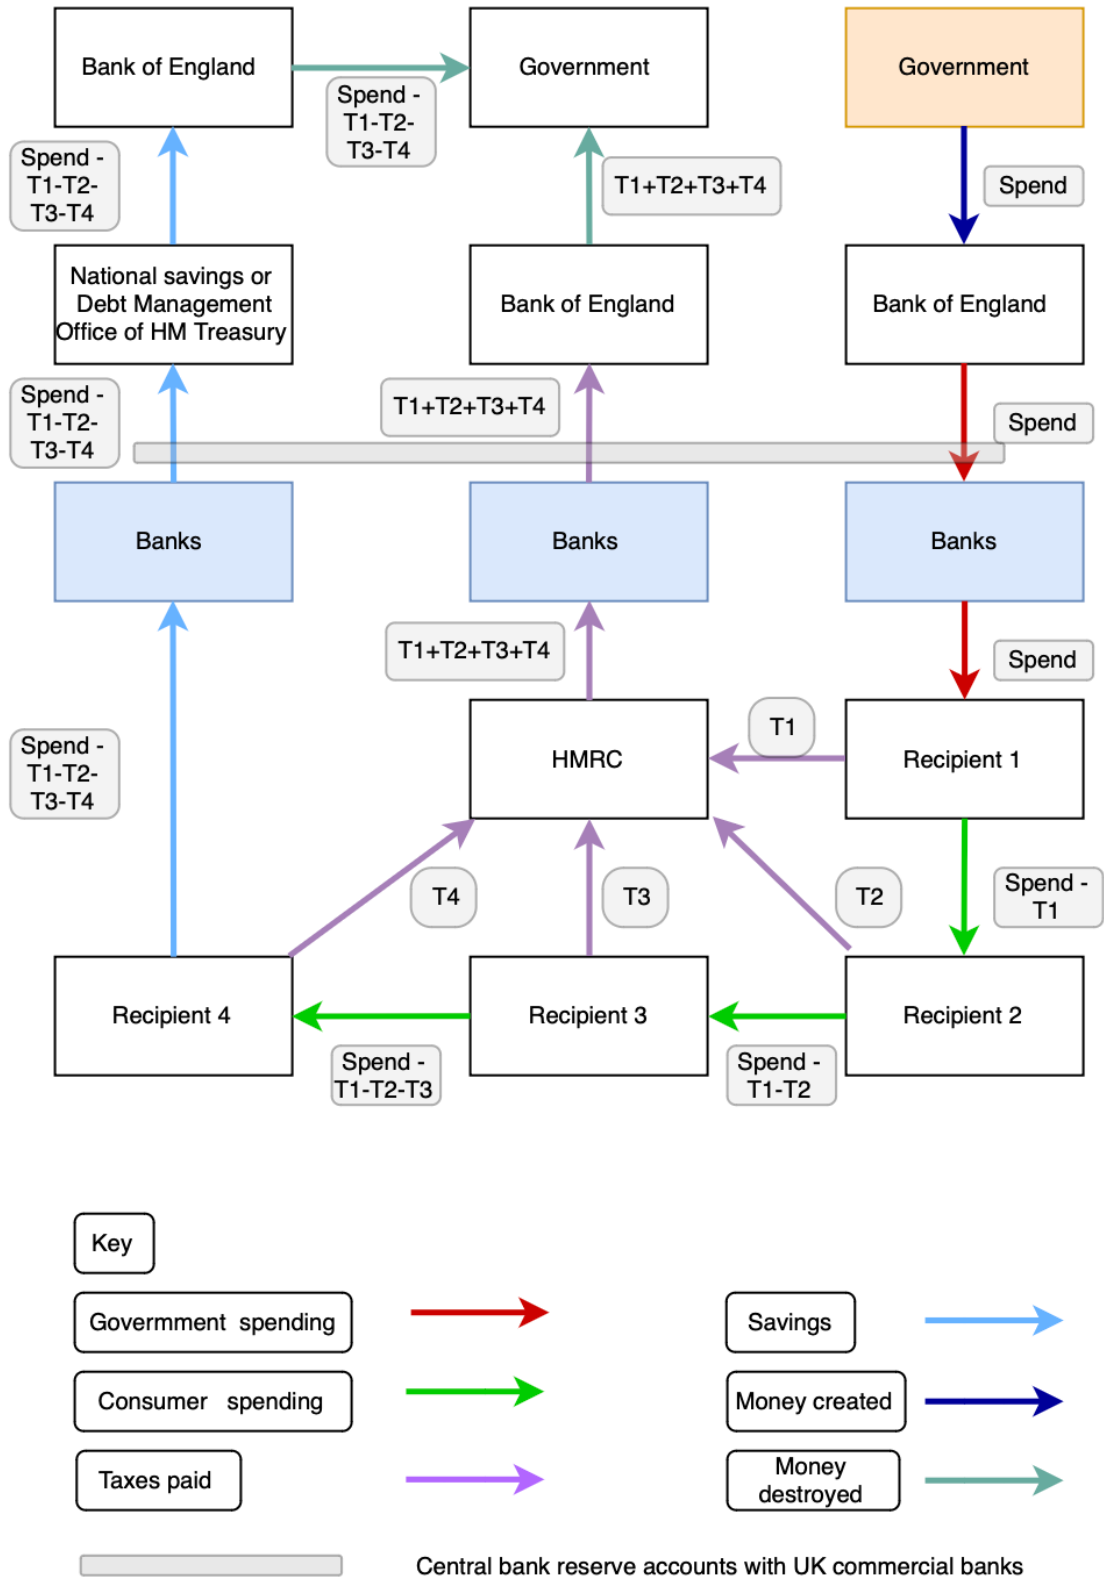 Bank of England
Government
Government
Spend -
T1-T2-
T3-T4
Spend -
T1-T2-
T3-T4
T1+T2+T3+T4
Spend
National savings or
Debt Management
Office of HM Treasury
Bank of England
Bank of England
Spend -
T1-T2-
T3-T4
T1+T2+T3+T4
Spend
Banks
Banks
Banks
T1+T2+T3+T4
Spend
Spend -
T1-T2-
T3-T4
HMRC
T1
Recipient 1
T4
T3
T2
Spend -
T1
Recipient 4
Recipient 3
Recipient 2
Spend -
T1-T2-T3
Spend -
T1-T2
Key
Govermment spending
Savings
Consumer spending
Money created
Taxes paid
Money
destroyed
Central bank reserve accounts with UK commercial banks